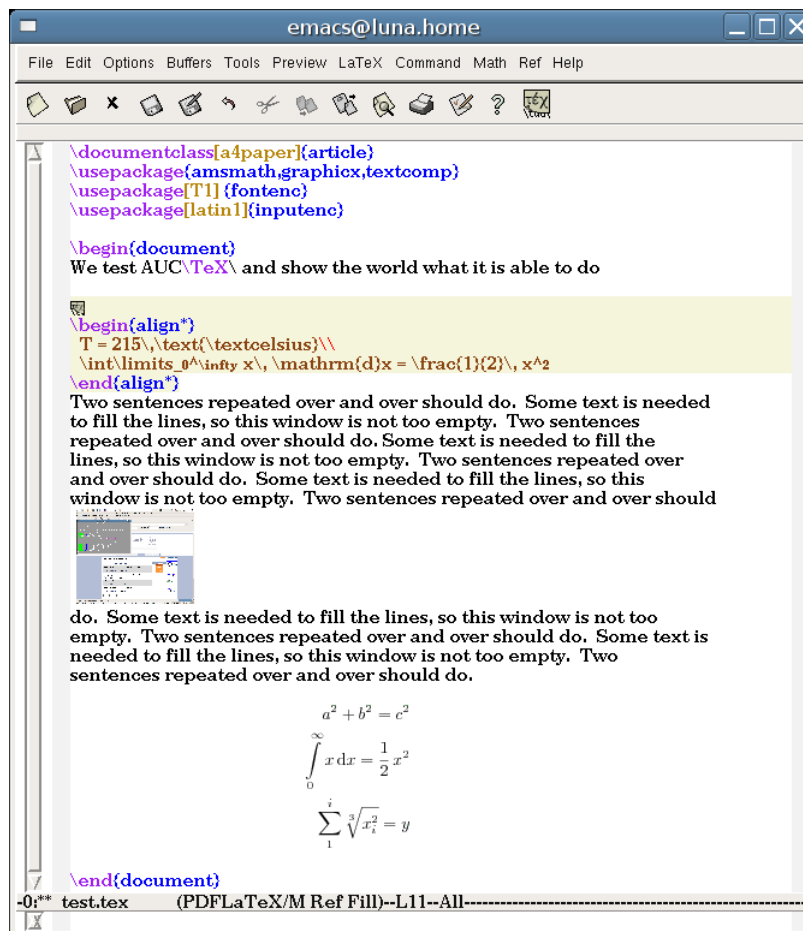 emacs@luna.home
File Edit Options Buffers Tools Preview LaTeX Command Math Ref Help
\documentclass[a4paper]{article}
\usepackage{amsmath,graphicx,textcomp}
\usepackage[T1]{fontenc}
\usepackage[latin1]{inputenc}
\begin{document}
We test AUC\TeX\ and show the world what it is able to do
\begin{align*}
T = 215\,\text{\textcelsius}\\
\int\limits_0^\infty x\, \mathrm{d}x = \frac{1}{2}\, x^2
\end{align*}
Two sentences repeated over and over should do.  Some text is needed
to fill the lines, so this window is not too empty.  Two sentences
repeated over and over should do. Some text is needed to fill the
lines, so this window is not too empty.  Two sentences repeated over
and over should do.  Some text is needed to fill the lines, so this
window is not too empty.  Two sentences repeated over and over should
do.  Some text is needed to fill the lines, so this window is not too
empty.  Two sentences repeated over and over should do.  Some text is
needed to fill the lines, so this window is not too empty.  Two
sentences repeated over and over should do.
a² + b² = c²
∫₀^∞ x dx = 1/2 x²
∑₁^i ∛(x_i²) = y
\end{document}
-0:** test.tex (PDFLaTeX/M Ref Fill)--L11--All----------------------------------------------------------